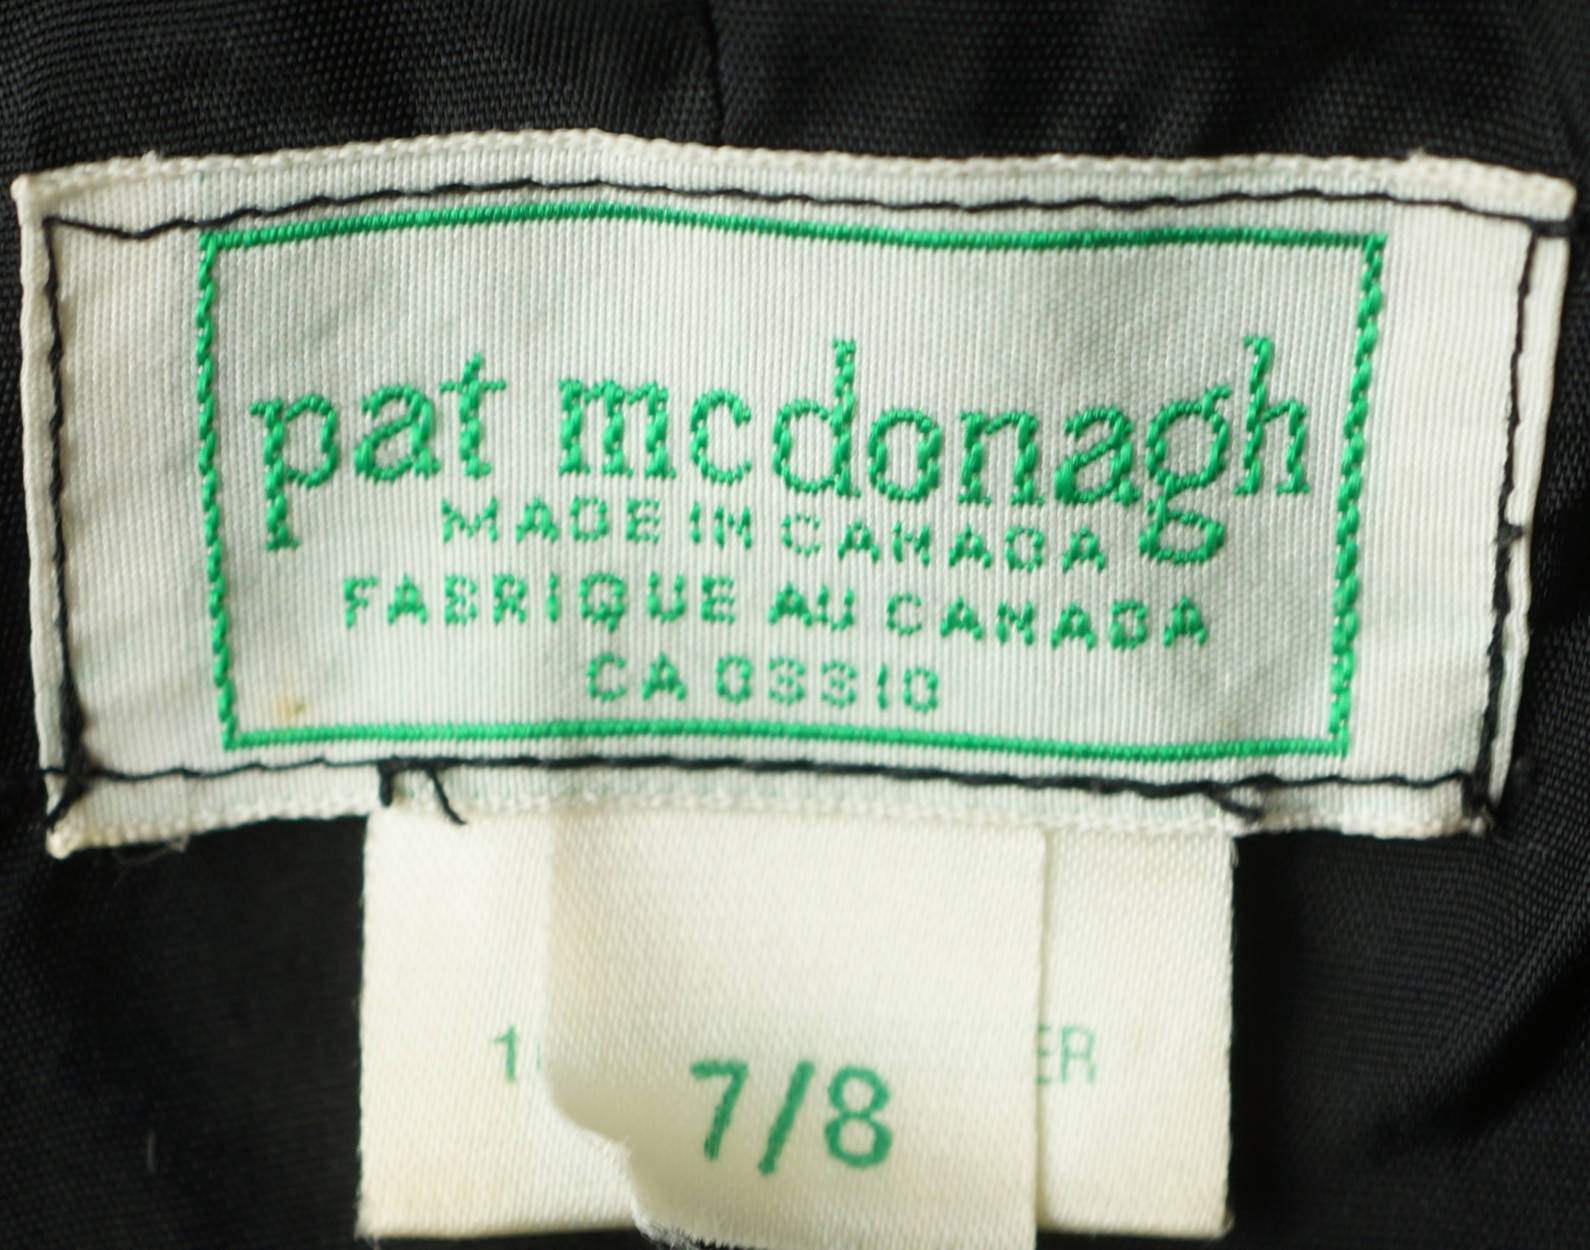 pat mcdonagh
MADE IN CANADA
FABRIQUE AU CANADA
CA 03310
7/8